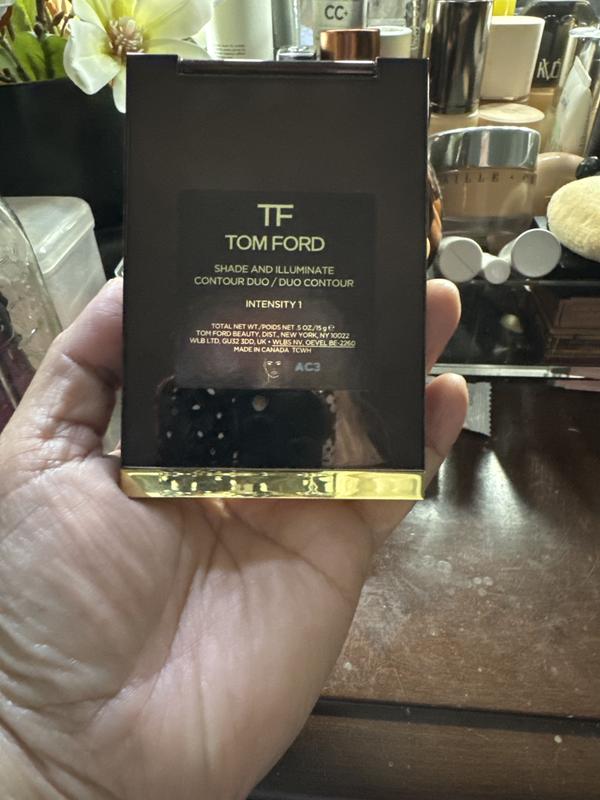 CC+
TF
TOM FORD
SHADE AND ILLUMINATE
CONTOUR DUO / DUO CONTOUR
INTENSITY 1
TOTAL NET WT./POIDS NET .5 OZ/15 g ℮
TOM FORD BEAUTY, DIST., NEW YORK, NY 10022
WLB LTD, GU32 3DD, UK • WLBS NV, OEVEL BE-2260
MADE IN CANADA TCWH
AC3